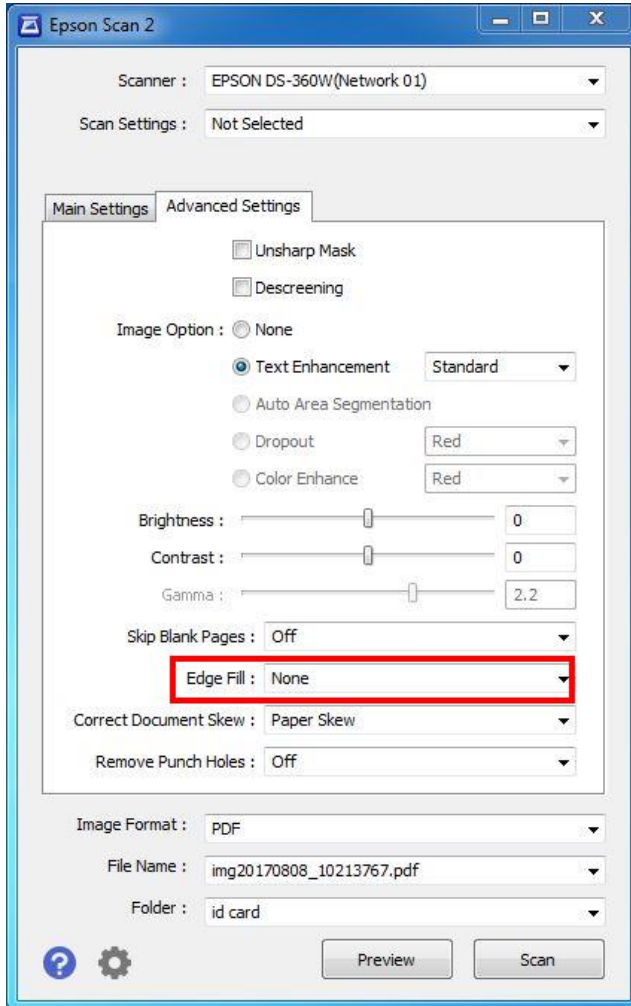 Epson Scan 2
Scanner : EPSON DS-360W(Network 01)
Scan Settings : Not Selected
Main Settings Advanced Settings
Unsharp Mask
Descreening
Image Option : None
Text Enhancement Standard
Auto Area Segmentation
Dropout Red
Color Enhance Red
Brightness : 0
Contrast : 0
Gamma : 2.2
Skip Blank Pages : Off
Edge Fill : None
Correct Document Skew : Paper Skew
Remove Punch Holes : Off
Image Format : PDF
File Name : img20170808_10213767.pdf
Folder : id card
? Preview Scan